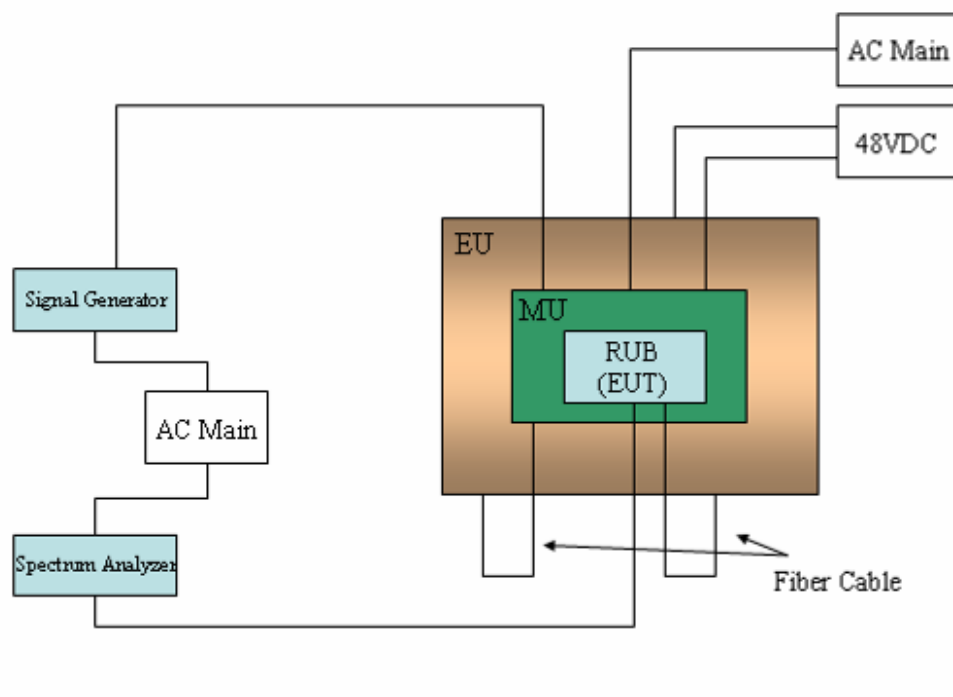 AC Main
48VDC
EU
Signal Generator
MU
RUB
(EUT)
AC Main
Spectrum Analyzer
Fiber Cable